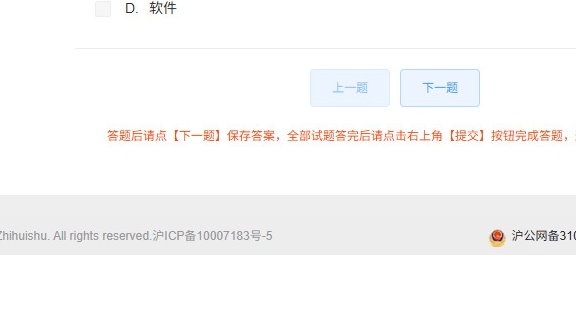 D. 软件
上一题 下一题
答题后请点【下一题】保存答案，全部试题答完后请点击右上角【提交】按钮完成答题，
Zhihuishu. All rights reserved.沪ICP备10007183号-5 沪公网备310